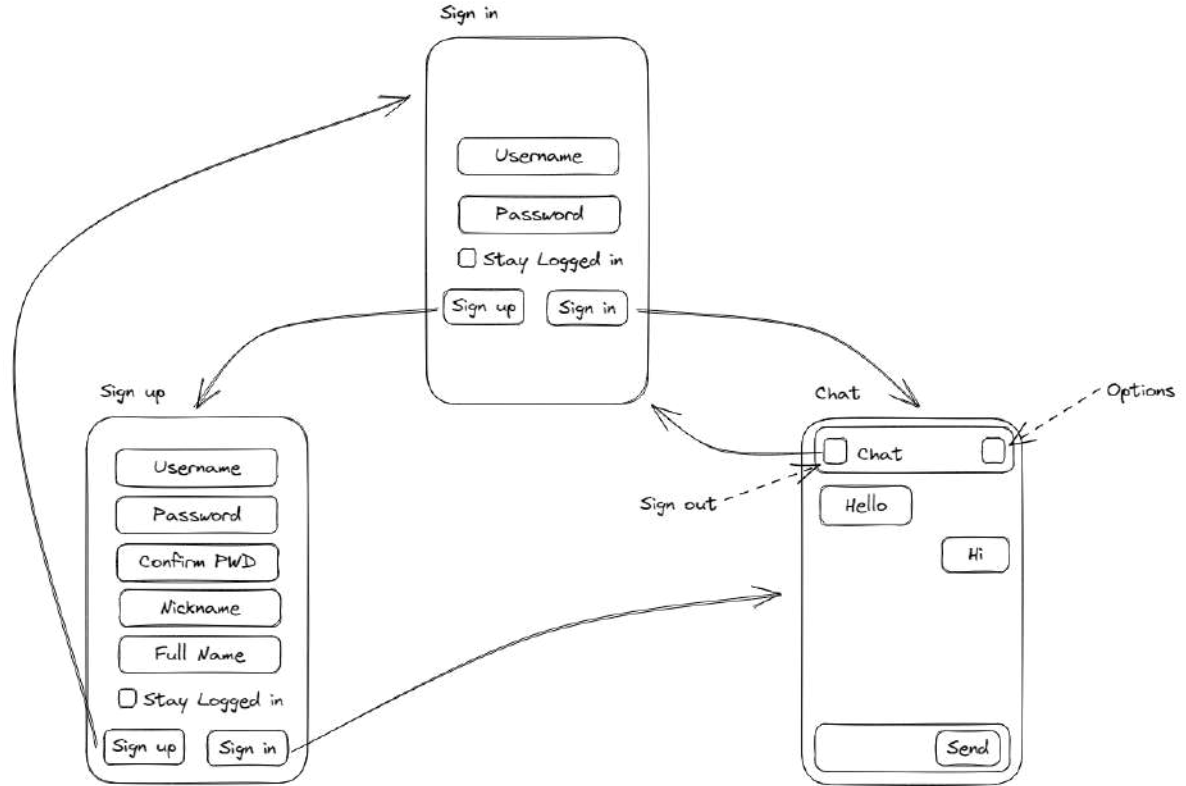 Sign in
Username
Password
Stay Logged in
Sign up
Sign in
Sign up
Username
Password
Confirm PWD
Nickname
Full Name
Stay Logged in
Sign up
Sign in
Chat
Options
Chat
Sign out
Hello
Hi
Send